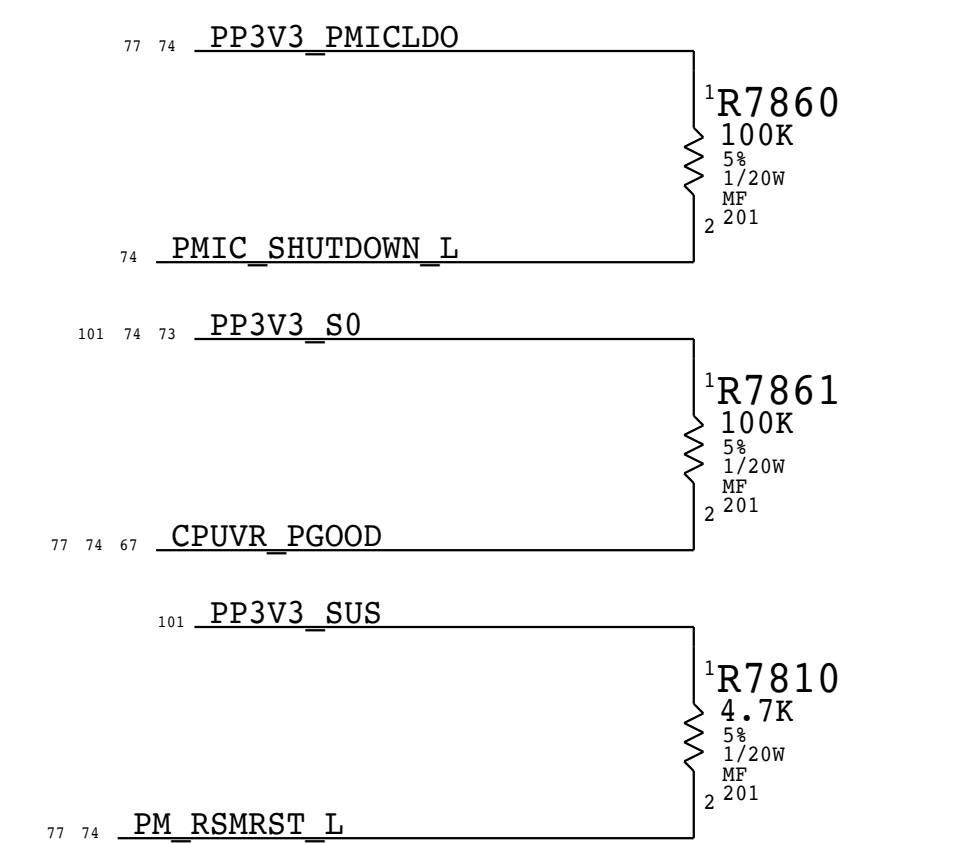 77 74 PP3V3_PMICLDO
1
R7860
100K
5%
1/20W
MF
201
2
74 PMIC_SHUTDOWN_L
101 74 73 PP3V3_S0
1
R7861
100K
5%
1/20W
MF
201
2
77 74 67 CPUVR_PGOOD
101 PP3V3_SUS
1
R7810
4.7K
5%
1/20W
MF
201
2
77 74 PM_RSMRST_L